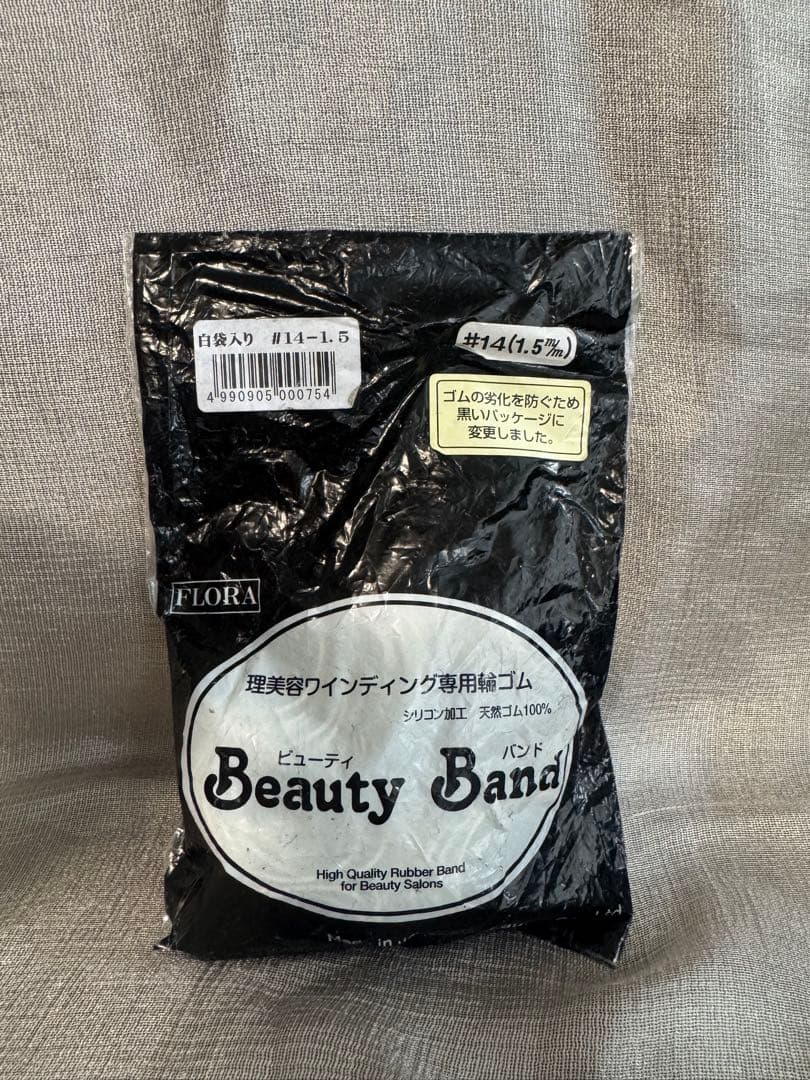 白袋入り #14-1.5
4 990905 000754
#14(1.5m/m)
ゴムの劣化を防ぐため
黒いパッケージに
変更しました。
FLORA
理美容ワインディング専用輪ゴム
シリコン加工 天然ゴム100%
ビューティ バンド
Beauty Band
High Quality Rubber Band
for Beauty Salons
in